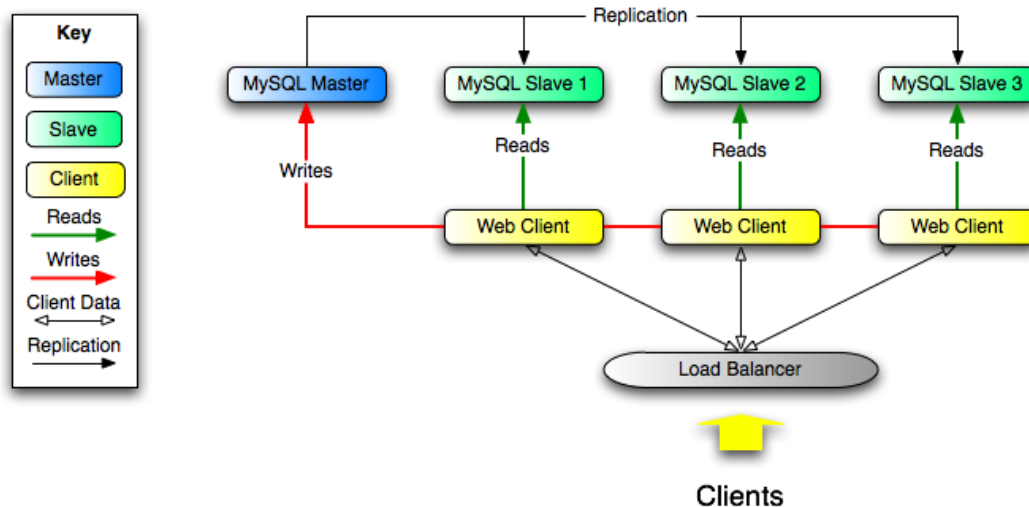 Key
Master
Slave
Client
Reads
Writes
Client Data
Replication
Replication
MySQL Master
MySQL Slave 1
MySQL Slave 2
MySQL Slave 3
Writes
Reads
Reads
Reads
Web Client
Web Client
Web Client
Load Balancer
Clients